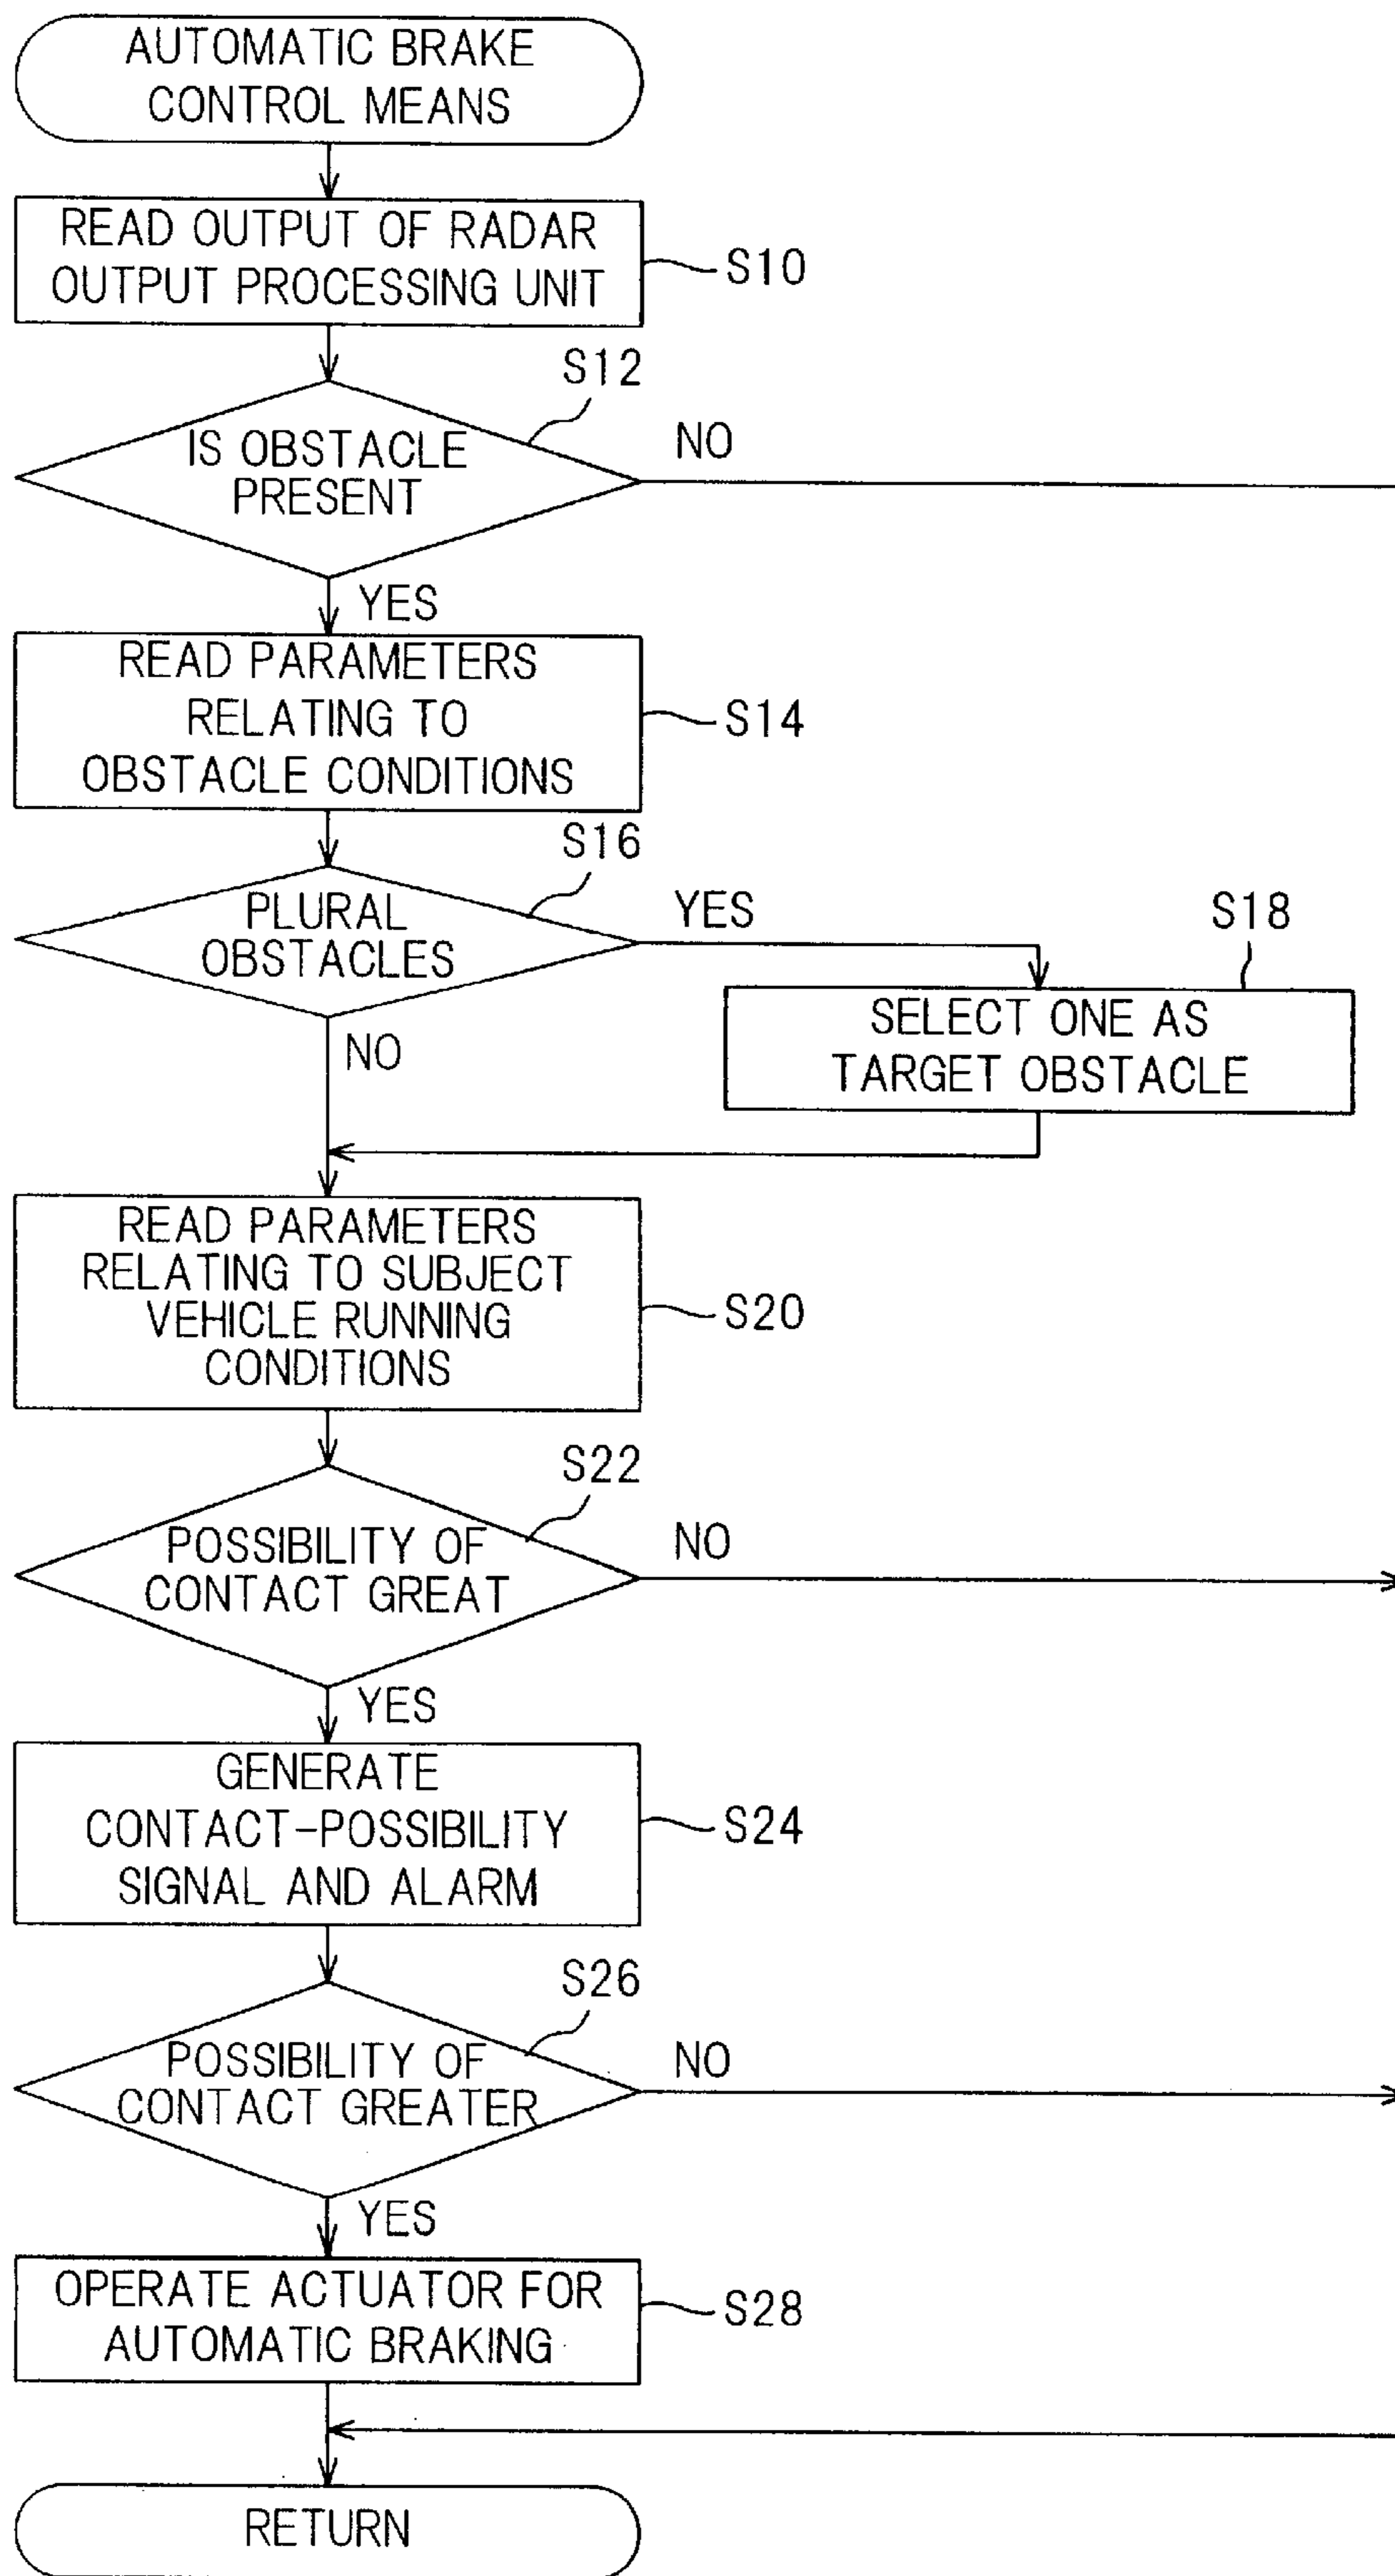 AUTOMATIC BRAKE
CONTROL MEANS
READ OUTPUT OF RADAR
OUTPUT PROCESSING UNIT
S10
S12
IS OBSTACLE
PRESENT
NO
YES
READ PARAMETERS
RELATING TO
OBSTACLE CONDITIONS
S14
S16
PLURAL
OBSTACLES
YES
S18
SELECT ONE AS
TARGET OBSTACLE
NO
READ PARAMETERS
RELATING TO SUBJECT
VEHICLE RUNNING
CONDITIONS
S20
S22
POSSIBILITY OF
CONTACT GREAT
NO
YES
GENERATE
CONTACT-POSSIBILITY
SIGNAL AND ALARM
S24
S26
POSSIBILITY OF
CONTACT GREATER
NO
YES
OPERATE ACTUATOR FOR
AUTOMATIC BRAKING
S28
RETURN